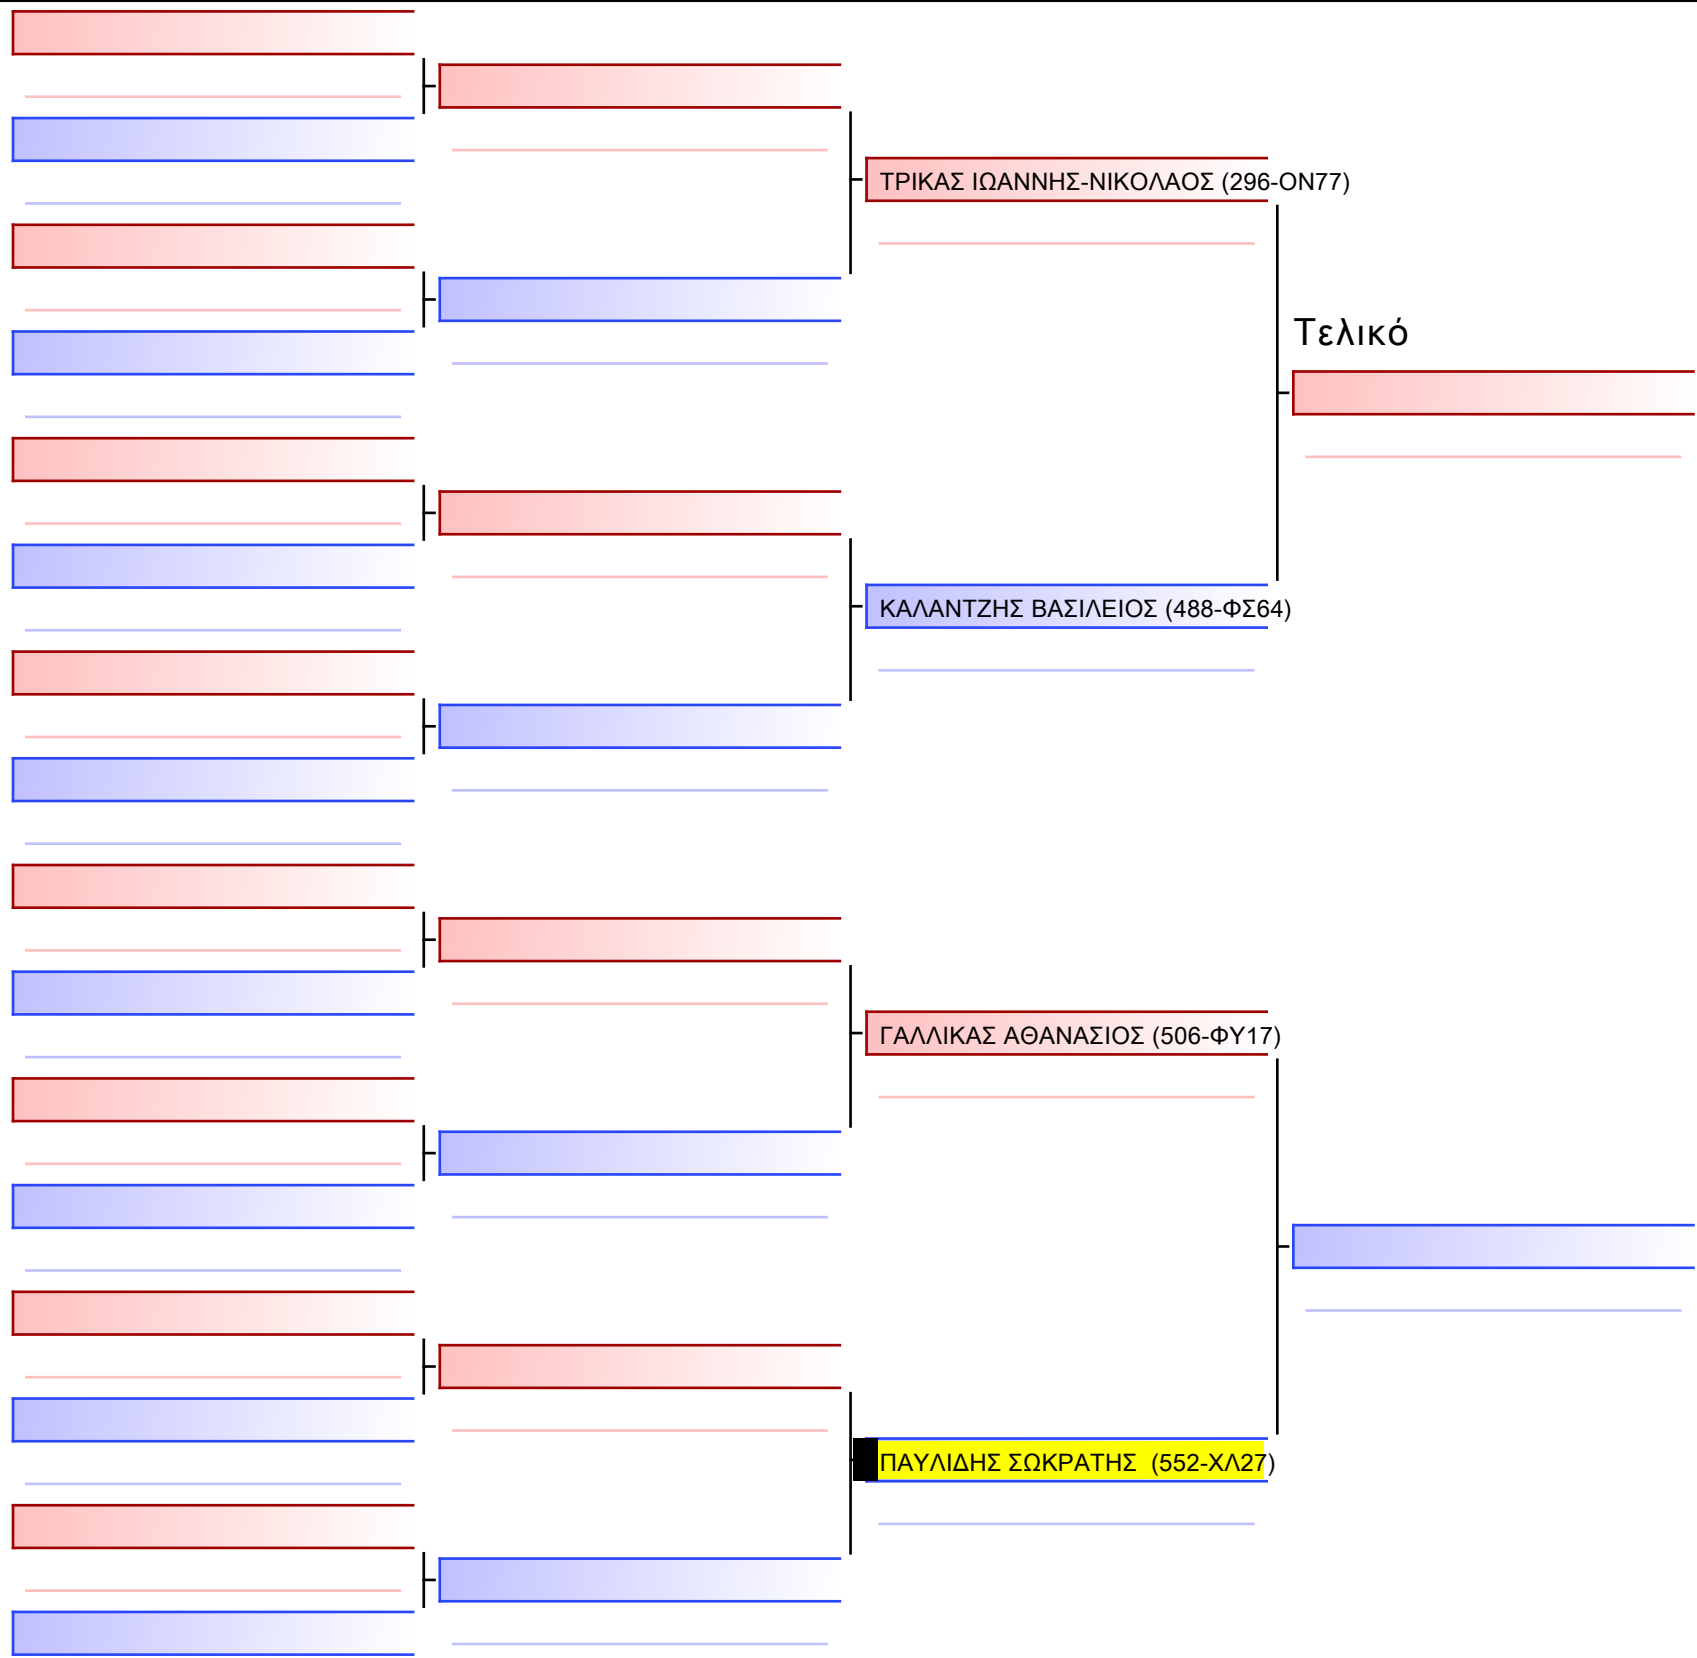 ΤΡΙΚΑΣ ΙΩΑΝΝΗΣ-ΝΙΚΟΛΑΟΣ (296-ΟΝ77)
Τελικό
ΚΑΛΑΝΤΖΗΣ ΒΑΣΙΛΕΙΟΣ (488-ΦΣ64)
ΓΑΛΛΙΚΑΣ ΑΘΑΝΑΣΙΟΣ (506-ΦΥ17)
ΠΑΥΛΙΔΗΣ ΣΩΚΡΑΤΗΣ  (552-ΧΛ27)